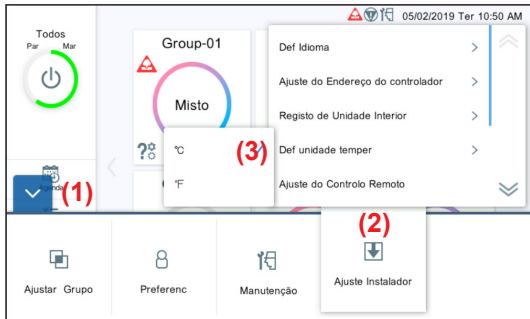 05/02/2019 Ter 10:50 AM
Todos
Par Mar
Group-01
Misto
Def Idioma
Ajuste do Endereço do controlador
Registo de Unidade Interior
Def unidade temper
Ajuste do Controlo Remoto
°C
(3)
°F
(1)
(2)
Ajustar Grupo
Preferenc
Manutenção
Ajuste Instalador